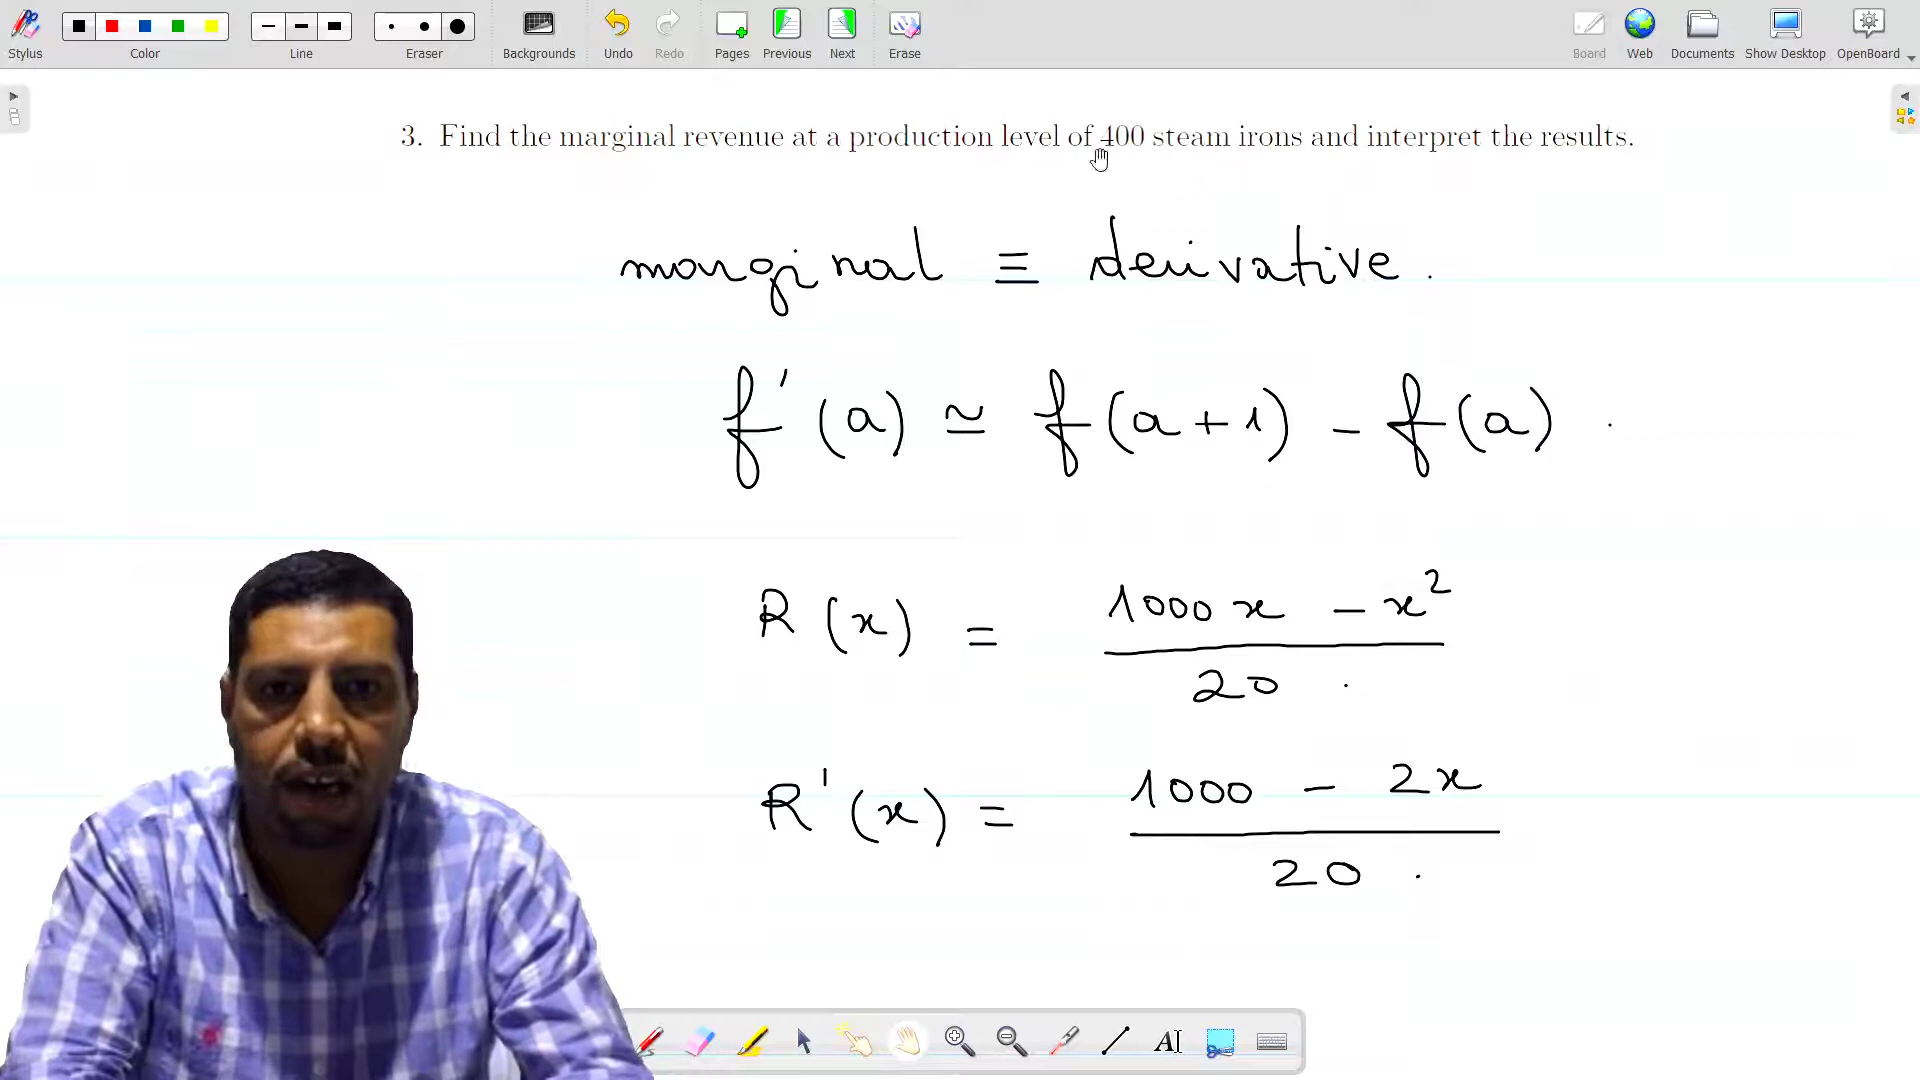 Stylus Color Line Eraser Backgrounds Undo Redo Pages Previous Next Erase Board Web Documents Show Desktop OpenBoard
3. Find the marginal revenue at a production level of 400 steam irons and interpret the results.
marginal ≡ derivative.
f'(a) ≃ f(a+1) - f(a).
R(x) = (1000x - x²) / 20.
R'(x) = (1000 - 2x) / 20.
AI